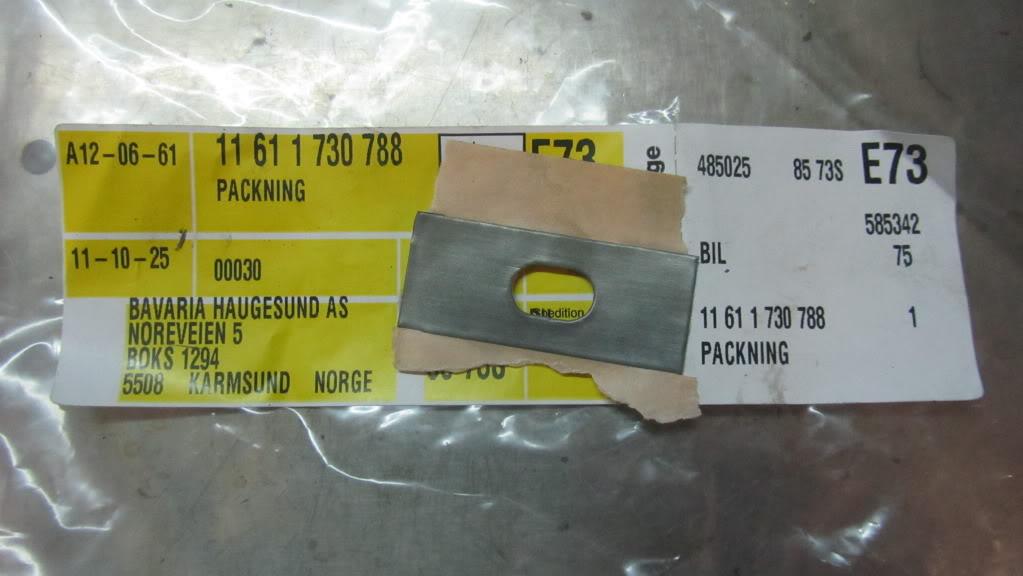 A12-06-61
11 61 1 730 788
PACKNING
E73
11-10-25
00030
BAVARIA HAUGESUND AS
NOREVEIEN 5
BOKS 1294
5508 KARMSUND NORGE
485025 85 73S E73
585342
BIL 75
11 61 1 730 788 1
PACKNING